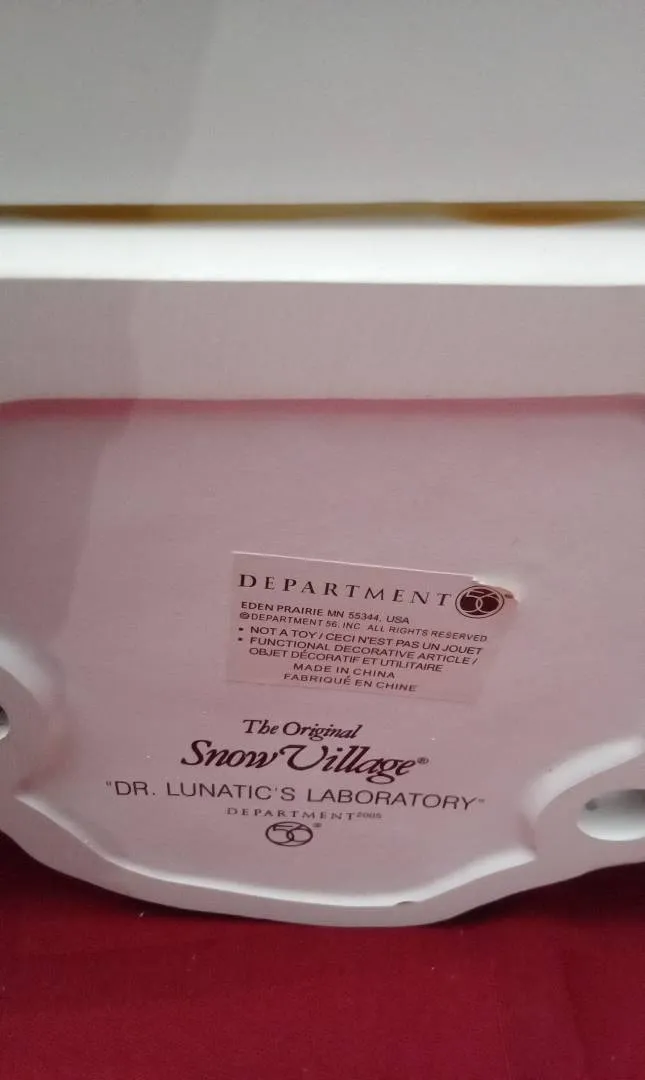 DEPARTMENT 56
EDEN PRAIRIE MN 55344, USA
©DEPARTMENT 56, INC. ALL RIGHTS RESERVED
• NOT A TOY / CECI N'EST PAS UN JOUET
• FUNCTIONAL DECORATIVE ARTICLE /
OBJET DÉCORATIF ET UTILITAIRE
MADE IN CHINA
FABRIQUÉ EN CHINE
The Original
Snow Village®
"DR. LUNATIC'S LABORATORY"
DEPARTMENT 2005
56®